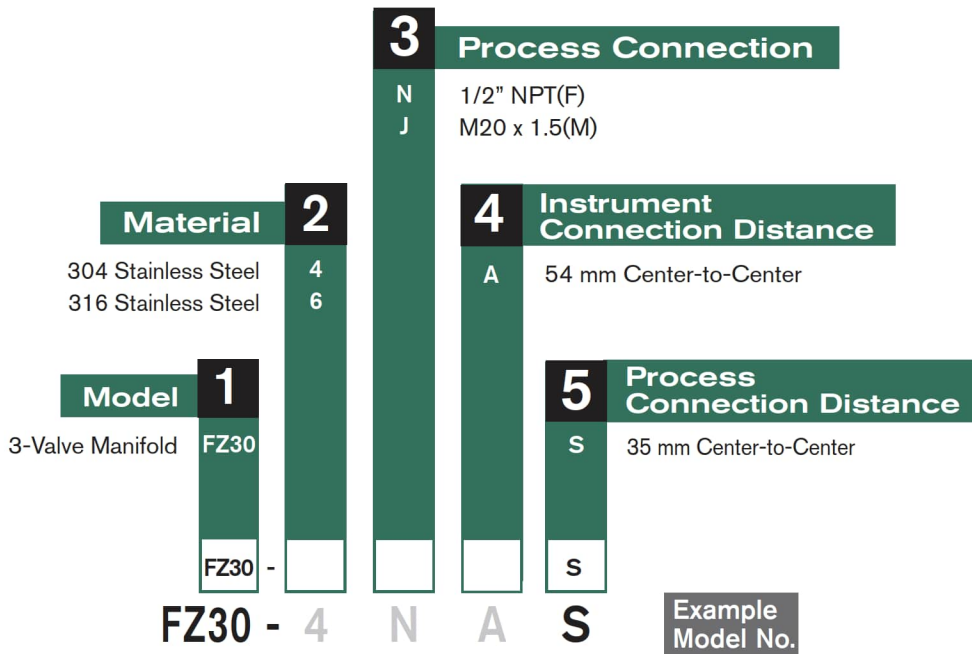 3 Process Connection
N 1/2” NPT(F)
J M20 x 1.5(M)
Material 2
304 Stainless Steel 4
316 Stainless Steel 6
4 Instrument
Connection Distance
A 54 mm Center-to-Center
Model 1
3-Valve Manifold FZ30
5 Process
Connection Distance
S 35 mm Center-to-Center
FZ30 - S
FZ30 - 4 N A S
Example
Model No.